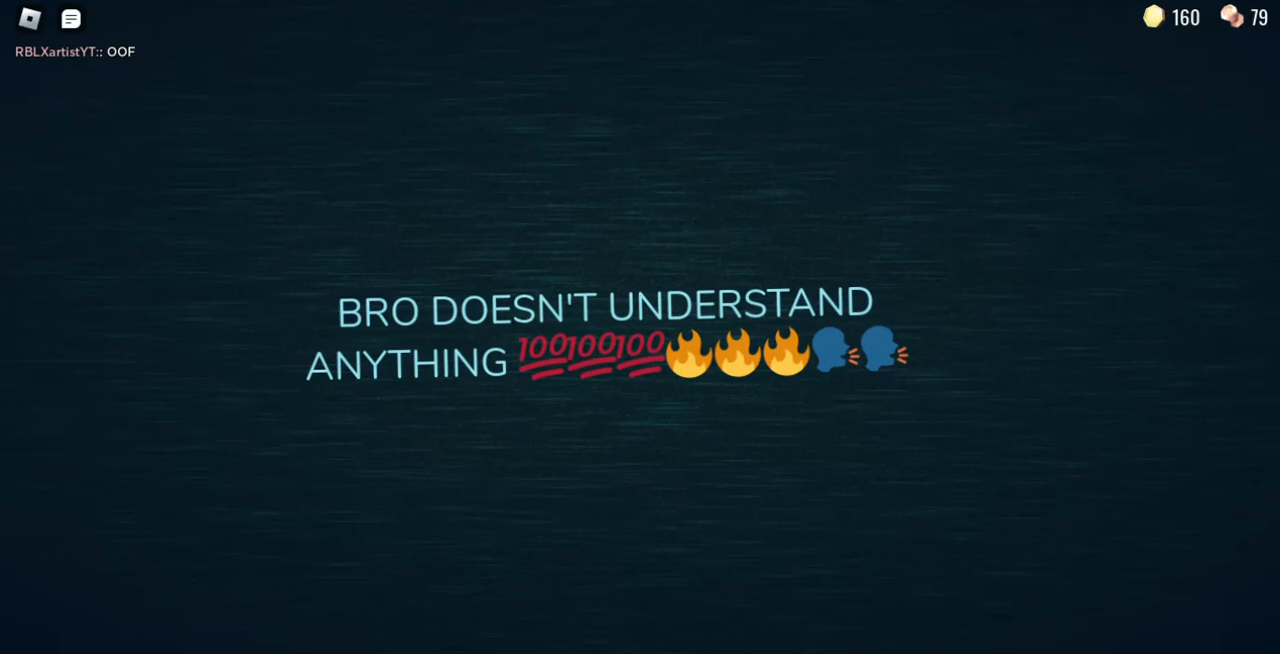 160 79
RBLXartistYT:: OOF
BRO DOESN'T UNDERSTAND
ANYTHING 💯💯💯🔥🔥🔥🗣️🗣️